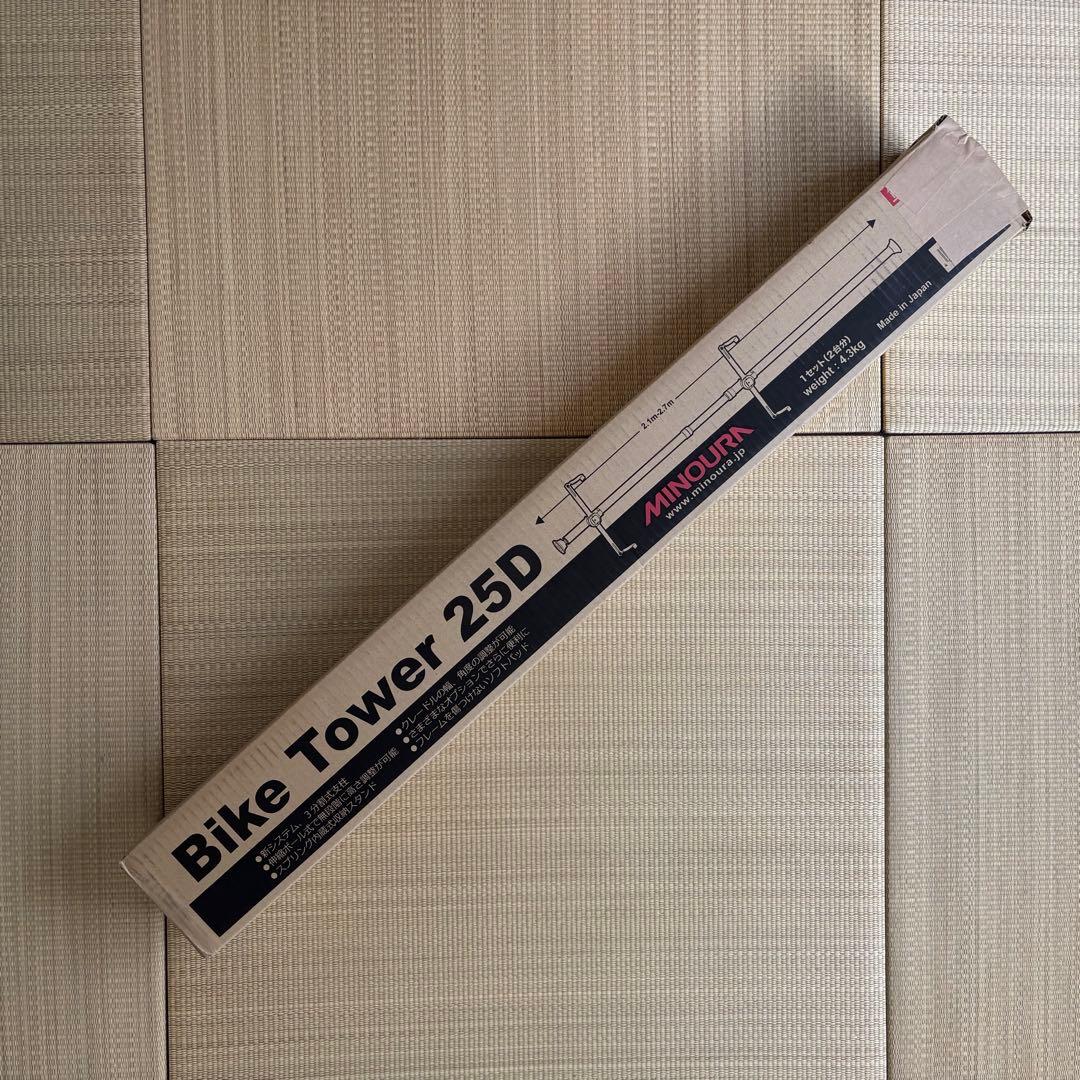 Bike Tower 25D
●新システム、3分割式支柱
●伸縮ポール式で無段階に高さ調整が可能
●スプリング内蔵式収納スタンド
●クレードルの幅、角度の調整が可能
●さまざまなオプションでさらに便利に
●フレームを傷つけないソフトパッド
2.1m-2.7m
MINOURA
www.minoura.jp
1セット(2台分)
weight : 4.3kg
Made in Japan